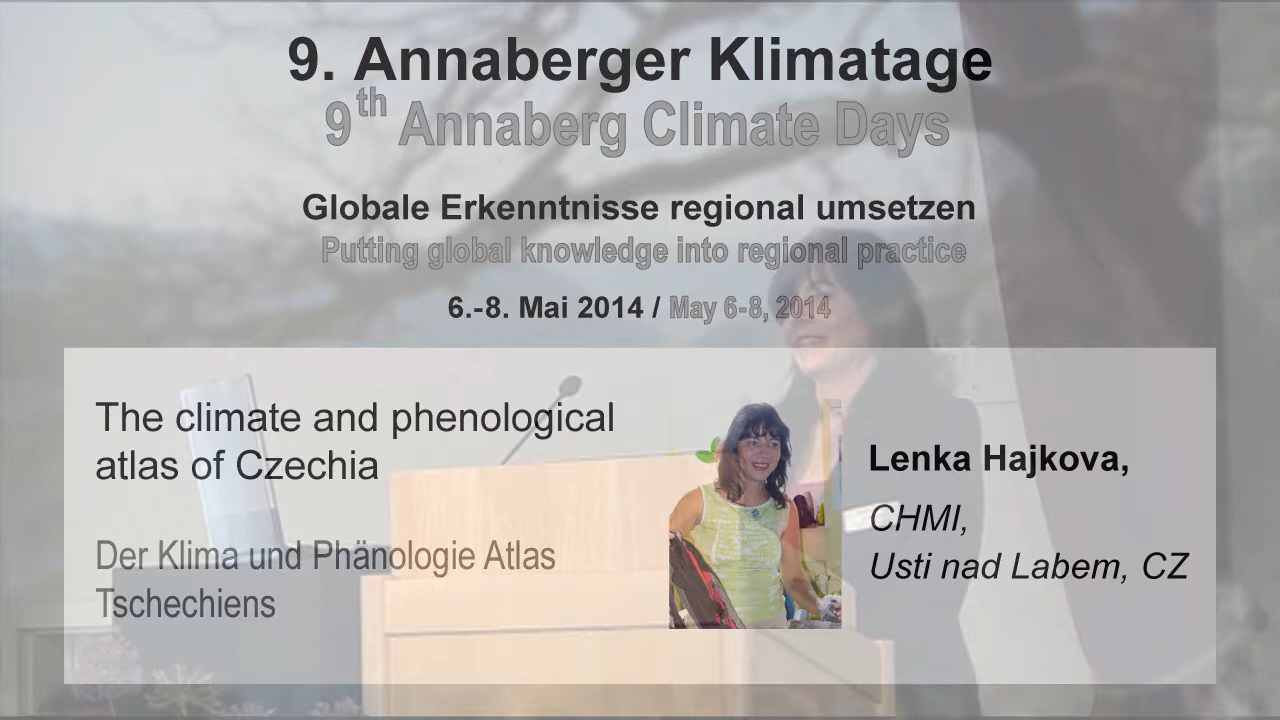 9. Annaberger Klimatage
9th Annaberg Climate Days
Globale Erkenntnisse regional umsetzen
Putting global knowledge into regional practice
6.-8. Mai 2014 / May 6-8, 2014
The climate and phenological
atlas of Czechia
Der Klima und Phänologie Atlas
Tschechiens
Lenka Hajkova,
CHMI,
Usti nad Labem, CZ